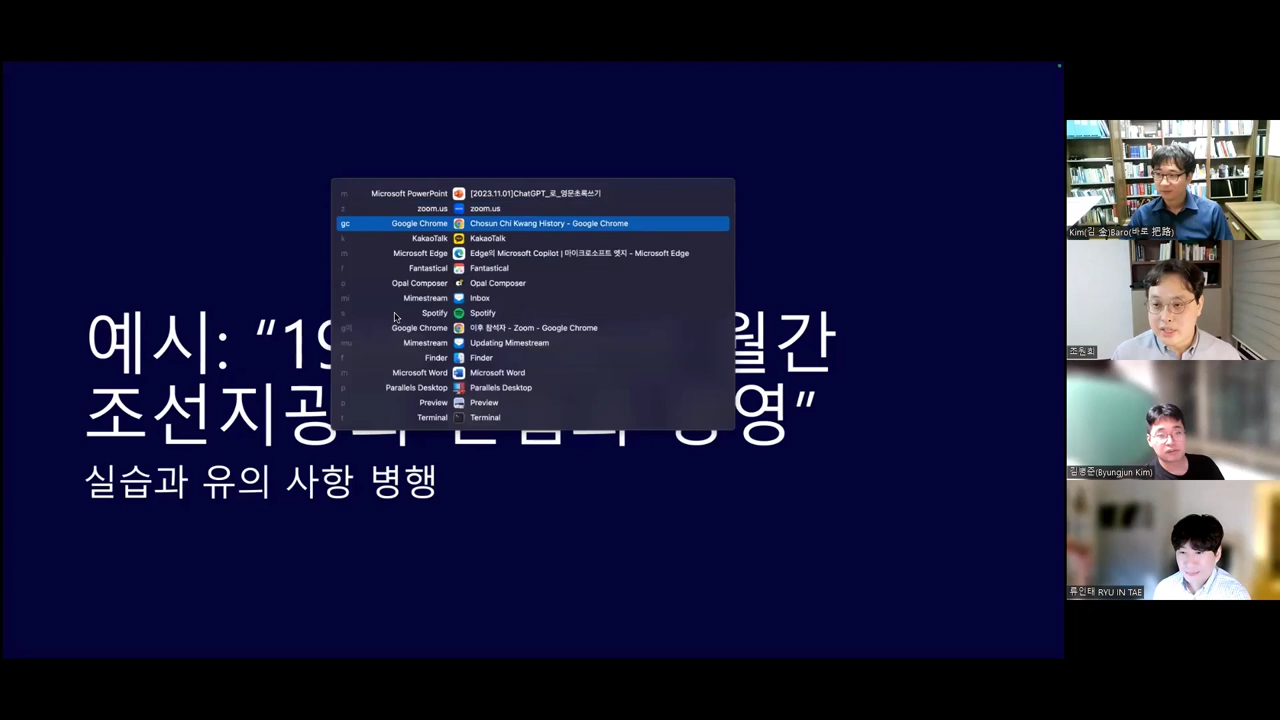 m Microsoft PowerPoint [2023.11.01]ChatGPT_로_영문초록쓰기
z zoom.us zoom.us
gc Google Chrome Chosun Chi Kwang History - Google Chrome
k KakaoTalk KakaoTalk
m Microsoft Edge Edge의 Microsoft Copilot | 마이크로소프트 엣지 - Microsoft Edge
f Fantastical Fantastical
o Opal Composer Opal Composer
mi Mimestream Inbox
s Spotify Spotify
Google Chrome 이후 참석자 - Zoom - Google Chrome
mu Mimestream Updating Mimestream
f Finder Finder
m Microsoft Word Microsoft Word
p Parallels Desktop Parallels Desktop
p Preview Preview
t Terminal Terminal
예시: “19 월간
조선지광의 영”
실습과 유의 사항 병행
Kim(김 金)Baro(바로 把路)
조원희
김병준(Byungjun Kim)
류인태 RYU IN TAE